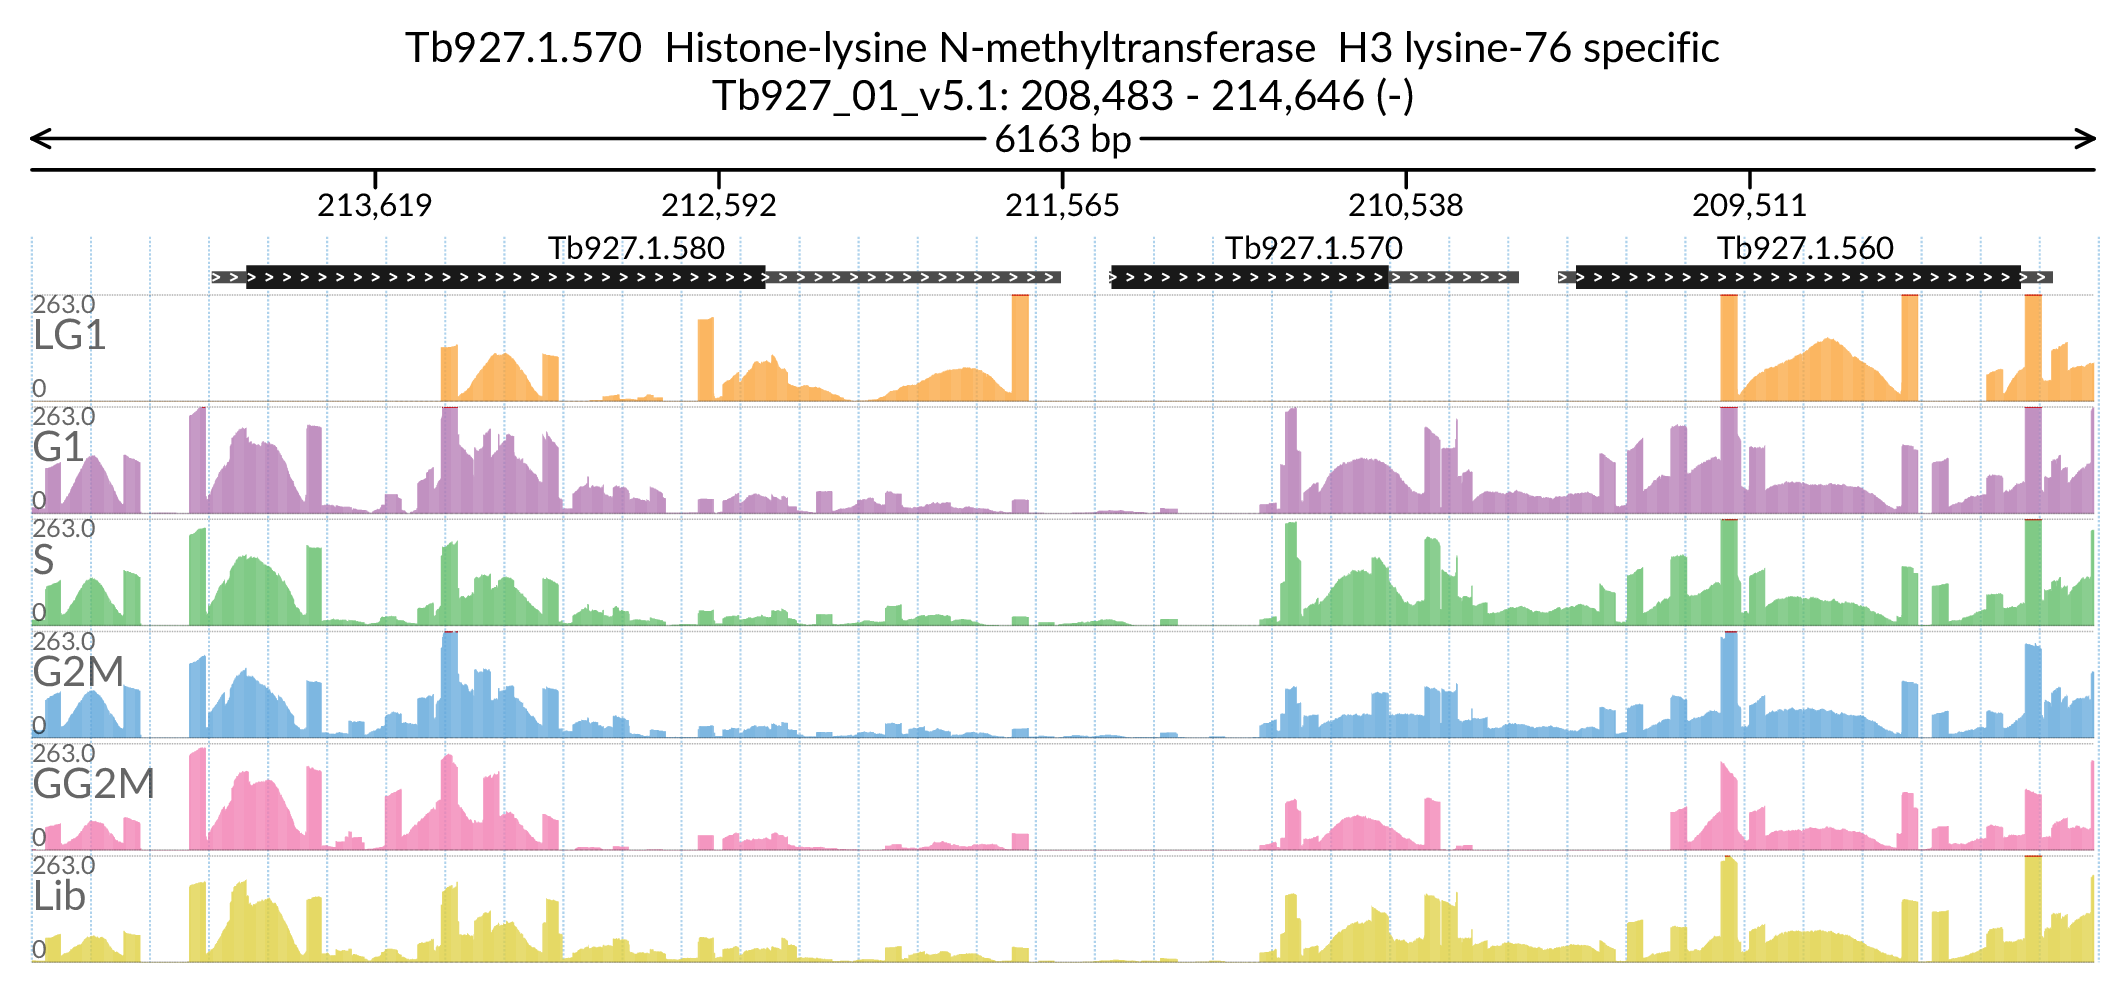 Tb927.1.570 Histone-lysine N-methyltransferase H3 lysine-76 specific
Tb927_01_v5.1: 208,483 - 214,646 (-)
6163 bp
213,619 212,592 211,565 210,538 209,511
Tb927.1.580 Tb927.1.570 Tb927.1.560
263.0
LG1
0
263.0
G1
0
263.0
S
0
263.0
G2M
0
263.0
GG2M
0
263.0
Lib
0